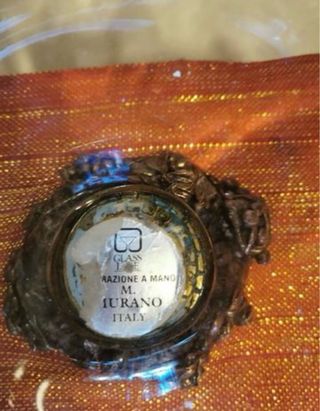 GLASS
RAZIONE A MANO
M.
MURANO
ITALY